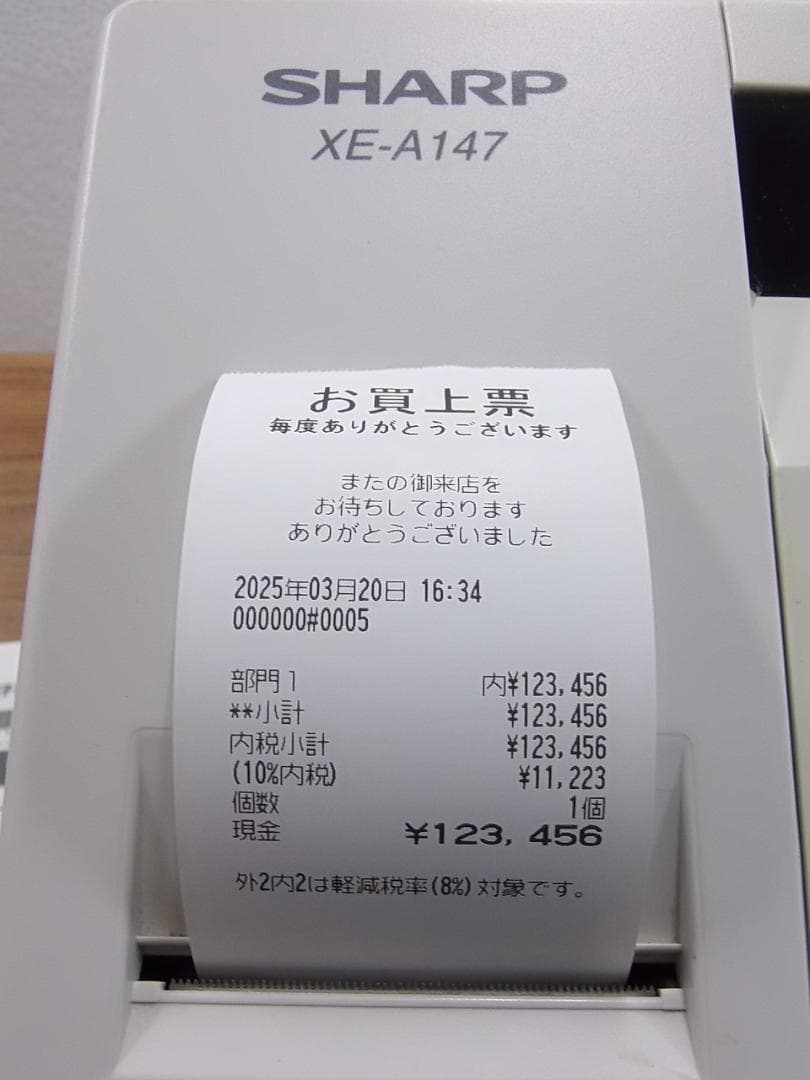 SHARP
XE-A147
お買上票
毎度ありがとうございます
またの御来店を
お待ちしております
ありがとうございました
2025年03月20日 16:34
000000#0005
部門1 内¥123,456
**小計 ¥123,456
内税小計 ¥123,456
(10%内税) ¥11,223
個数 1個
現金 ¥123,456
外2内2は軽減税率(8%)対象です。